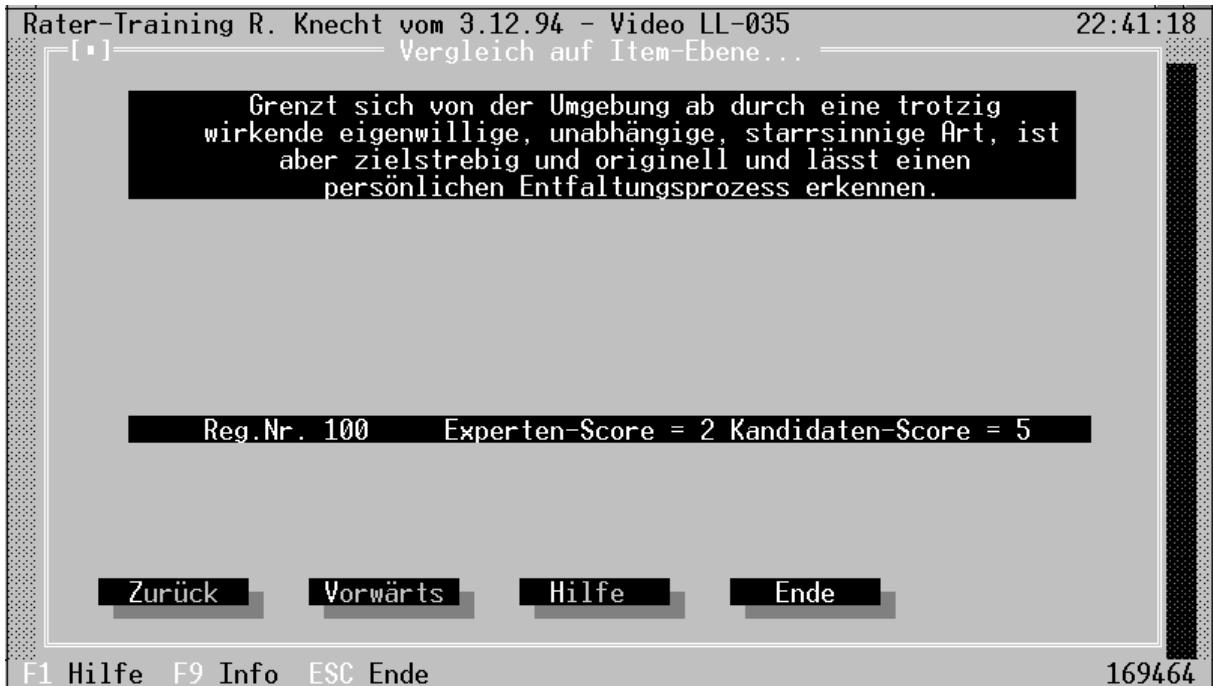 Rater-Training R. Knecht vom 3.12.94 - Video LL-035 22:41:18
Vergleich auf Item-Ebene...
Grenzt sich von der Umgebung ab durch eine trotzig
wirkende eigenwillige, unabhängige, starrsinnige Art, ist
aber zielstrebig und originell und lässt einen
persönlichen Entfaltungsprozess erkennen.
Reg.Nr. 100 Experten-Score = 2 Kandidaten-Score = 5
Zurück Vorwärts Hilfe Ende
F1 Hilfe F9 Info ESC Ende 169464